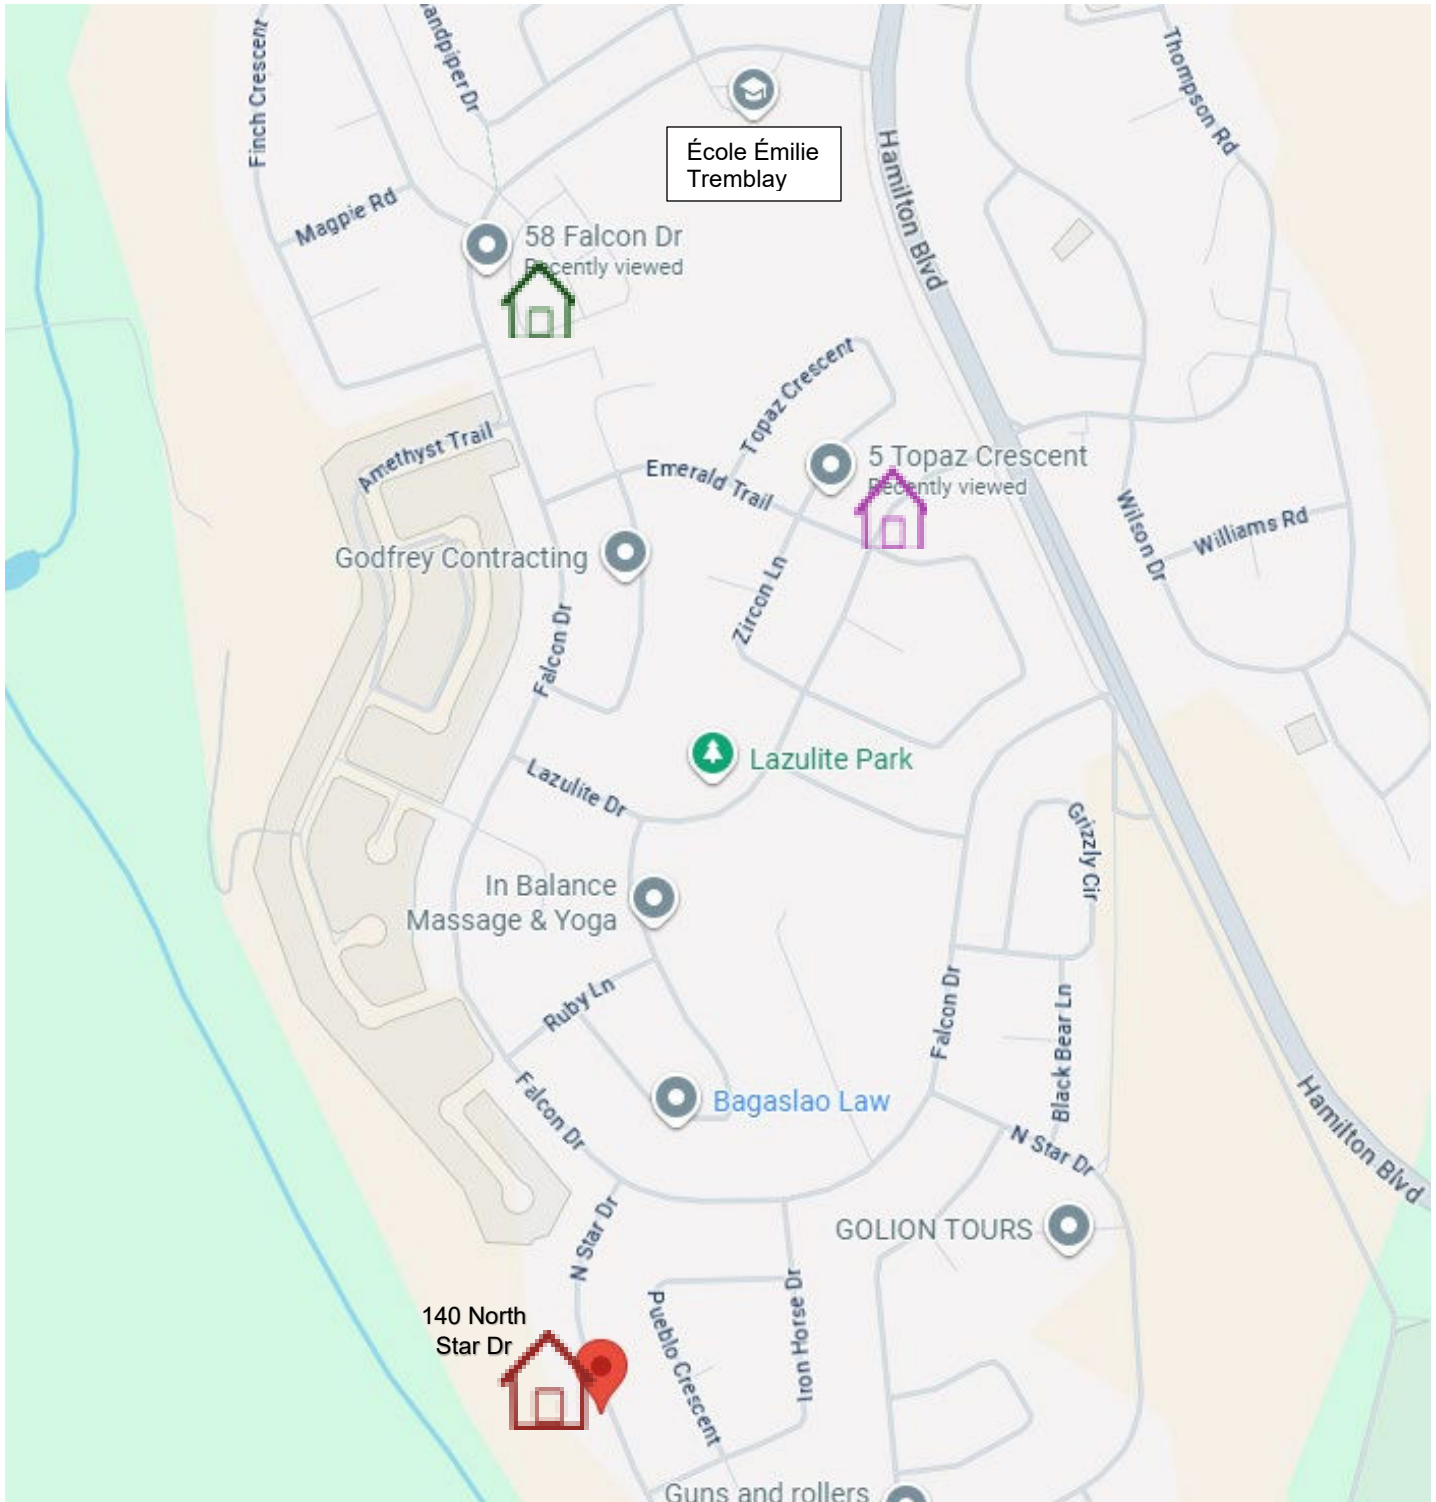 Finch Crescent
andpiper Dr
Thompson Rd
École Émilie
Tremblay
Hamilton Blvd
Magpie Rd
58 Falcon Dr
Recently viewed
Topaz Crescent
Amethyst Trail
Emerald Trail
5 Topaz Crescent
Recently viewed
Wilson Dr
Williams Rd
Godfrey Contracting
Zircon Ln
Falcon Dr
Lazulite Park
Lazulite Dr
Grizzly Cir
In Balance
Massage & Yoga
Ruby Ln
Falcon Dr
Black Bear Ln
Falcon Dr
Bagaslao Law
Hamilton Blvd
N Star Dr
N Star Dr
GOLION TOURS
Pueblo Crescent
Iron Horse Dr
140 North
Star Dr
Guns and rollers